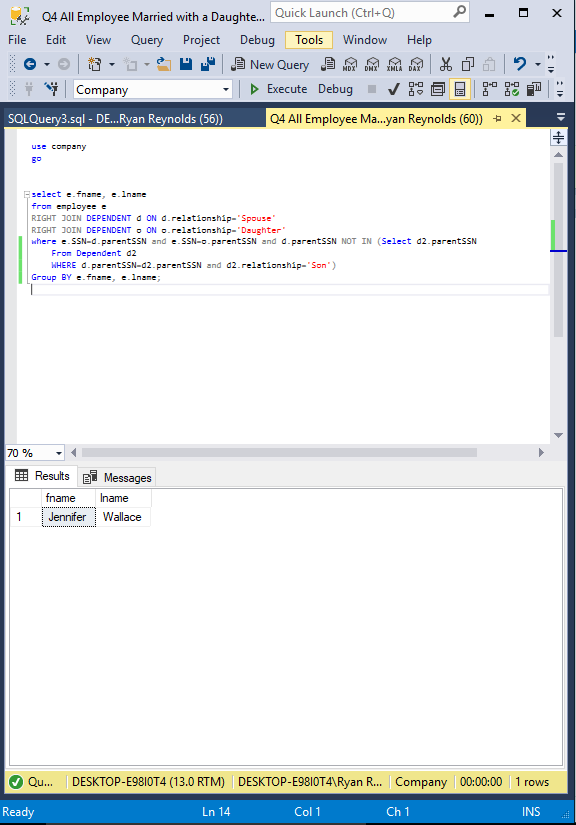 Q4 All Employee Married with a Daughte...
Quick Launch (Ctrl+Q)
File Edit View Query Project Debug Tools Window Help
New Query MDX DMX XMLA DAX
Company Execute Debug
SQLQuery3.sql - DE...Ryan Reynolds (56)) Q4 All Employee Ma...yan Reynolds (60))
use company
go
select e.fname, e.lname
from employee e
RIGHT JOIN DEPENDENT d ON d.relationship='Spouse'
RIGHT JOIN DEPENDENT o ON o.relationship='Daughter'
where e.SSN=d.parentSSN and e.SSN=o.parentSSN and d.parentSSN NOT IN (Select d2.parentSSN
From Dependent d2
WHERE d.parentSSN=d2.parentSSN and d2.relationship='Son')
Group BY e.fname, e.lname;
70 %
Results Messages
fname lname
1 Jennifer Wallace
Qu... DESKTOP-E98I0T4 (13.0 RTM) DESKTOP-E98I0T4\Ryan R... Company 00:00:00 1 rows
Ready Ln 14 Col 1 Ch 1 INS